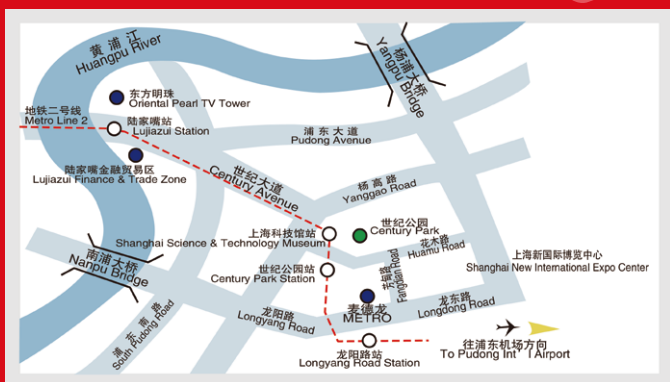 黄浦江
Huangpu River
杨浦大桥
Yangpu Bridge
东方明珠
Oriental Pearl TV Tower
地铁二号线
Metro Line 2
陆家嘴站
Lujiazui Station
浦东大道
Pudong Avenue
陆家嘴金融贸易区
Lujiazui Finance & Trade Zone
世纪大道
Century Avenue
杨高路
Yanggao Road
世纪公园
Century Park
上海科技馆站
Shanghai Science & Technology Museum
花木路
Huamu Road
芳甸路
Fangdian Road
上海新国际博览中心
Shanghai New International Expo Center
南浦大桥
Nanpu Bridge
世纪公园站
Century Park Station
麦德龙
METRO
龙东路
Longdong Road
龙阳路
Longyang Road
浦东南路
South Pudong Road
龙阳路站
Longyang Road Station
往浦东机场方向
To Pudong Int'l Airport